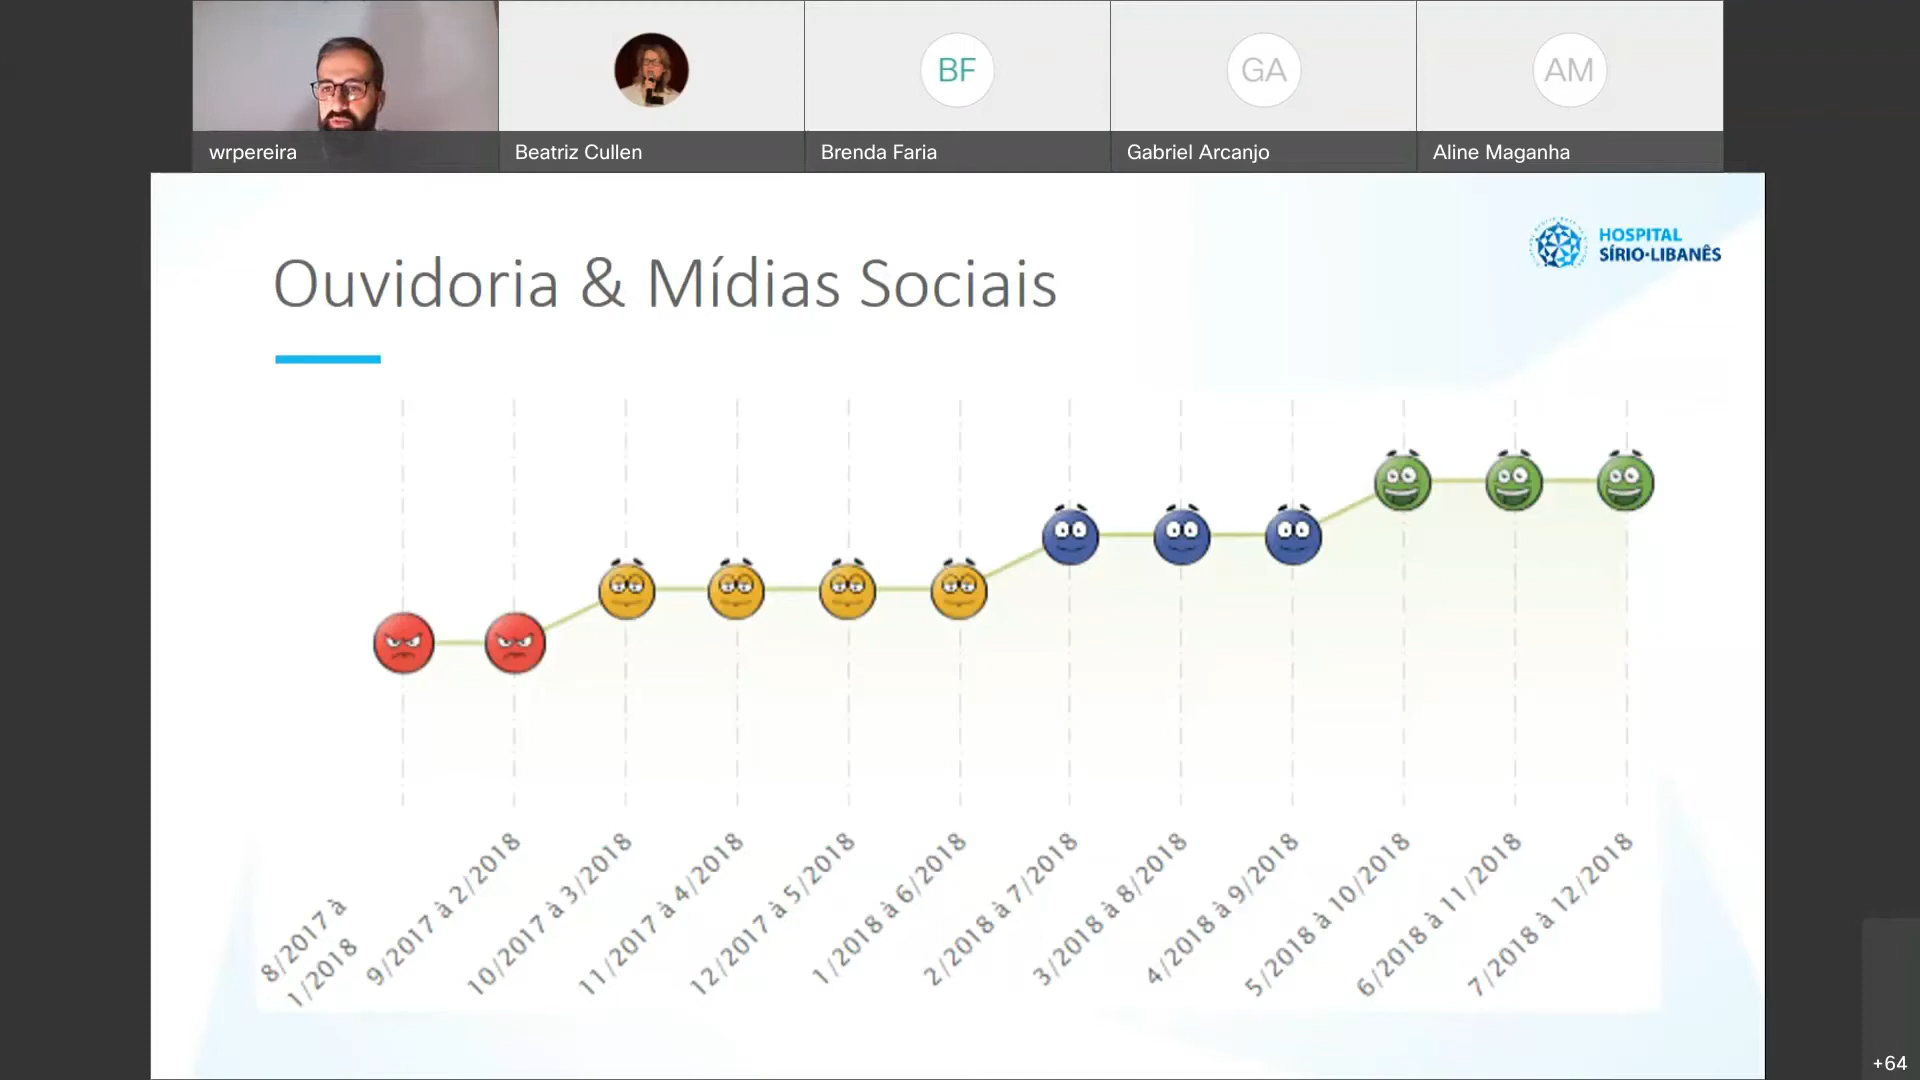 BF
GA
AM
wrpereira
Beatriz Cullen
Brenda Faria
Gabriel Arcanjo
Aline Maganha
HOSPITAL
SÍRIO•LIBANÊS
Ouvidoria & Mídias Sociais
8/2017 à
1/2018
9/2017 à 2/2018
10/2017 à 3/2018
11/2017 à 4/2018
12/2017 à 5/2018
1/2018 à 6/2018
2/2018 à 7/2018
3/2018 à 8/2018
4/2018 à 9/2018
5/2018 à 10/2018
6/2018 à 11/2018
7/2018 à 12/2018
+64